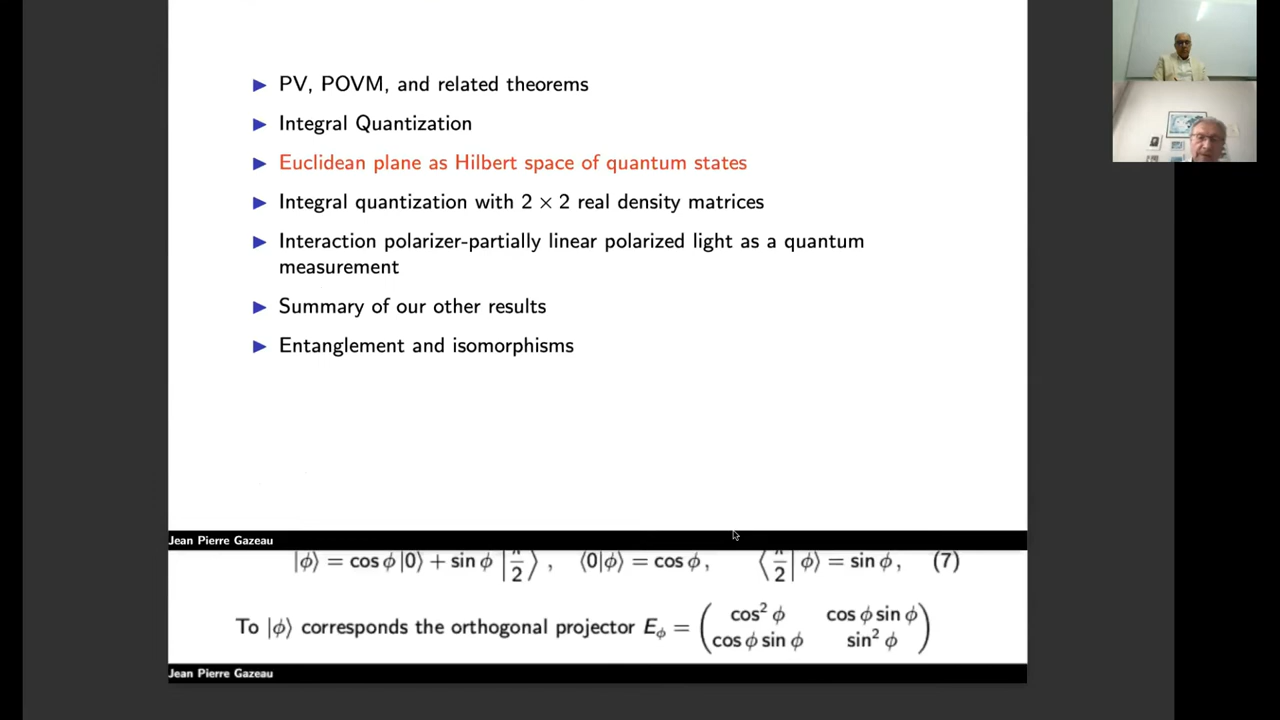 ▶ PV, POVM, and related theorems
▶ Integral Quantization
▶ Euclidean plane as Hilbert space of quantum states
▶ Integral quantization with 2 × 2 real density matrices
▶ Interaction polarizer-partially linear polarized light as a quantum
measurement
▶ Summary of our other results
▶ Entanglement and isomorphisms
Jean Pierre Gazeau
|ϕ⟩ = cos ϕ |0⟩ + sin ϕ |π/2⟩ , ⟨0|ϕ⟩ = cos ϕ , ⟨π/2|ϕ⟩ = sin ϕ , (7)
To |ϕ⟩ corresponds the orthogonal projector E_ϕ = ( cos² ϕ cos ϕ sin ϕ
cos ϕ sin ϕ sin² ϕ )
Jean Pierre Gazeau